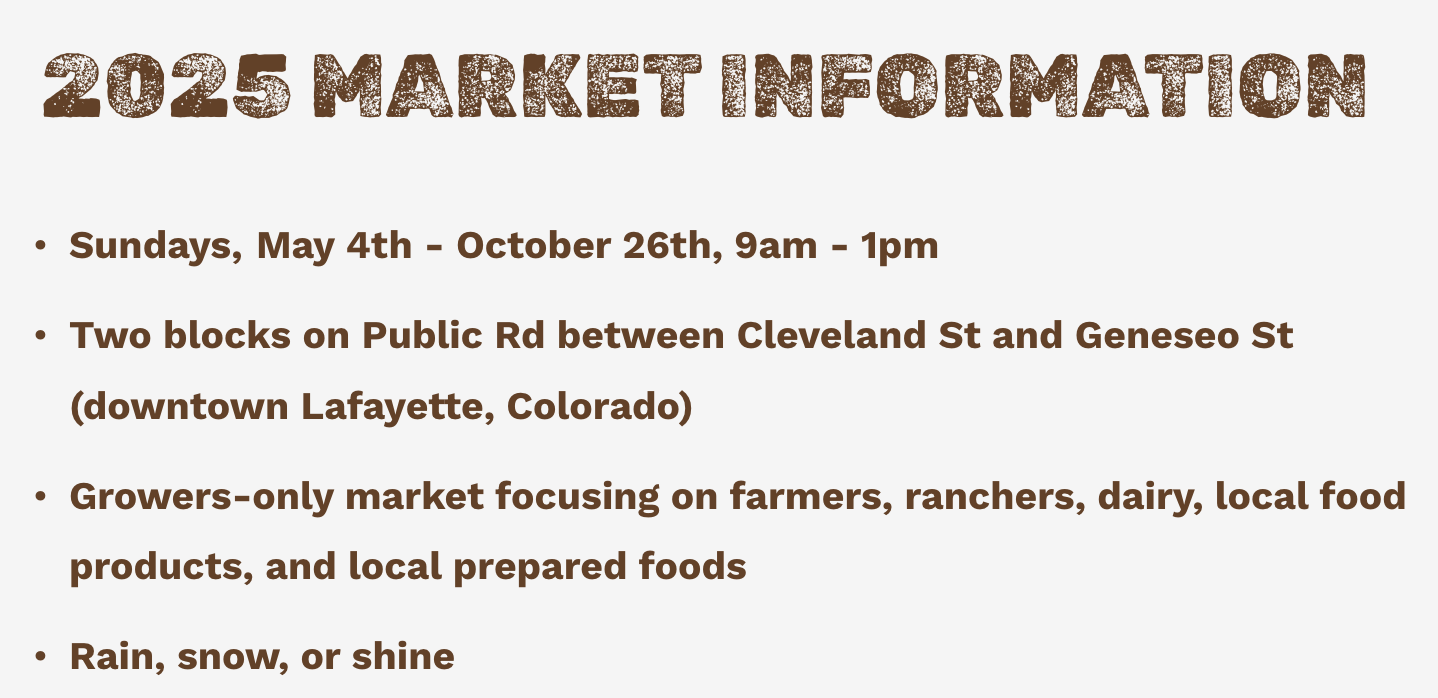 2025 MARKET INFORMATION
• Sundays, May 4th - October 26th, 9am - 1pm
• Two blocks on Public Rd between Cleveland St and Geneseo St
(downtown Lafayette, Colorado)
• Growers-only market focusing on farmers, ranchers, dairy, local food
products, and local prepared foods
• Rain, snow, or shine